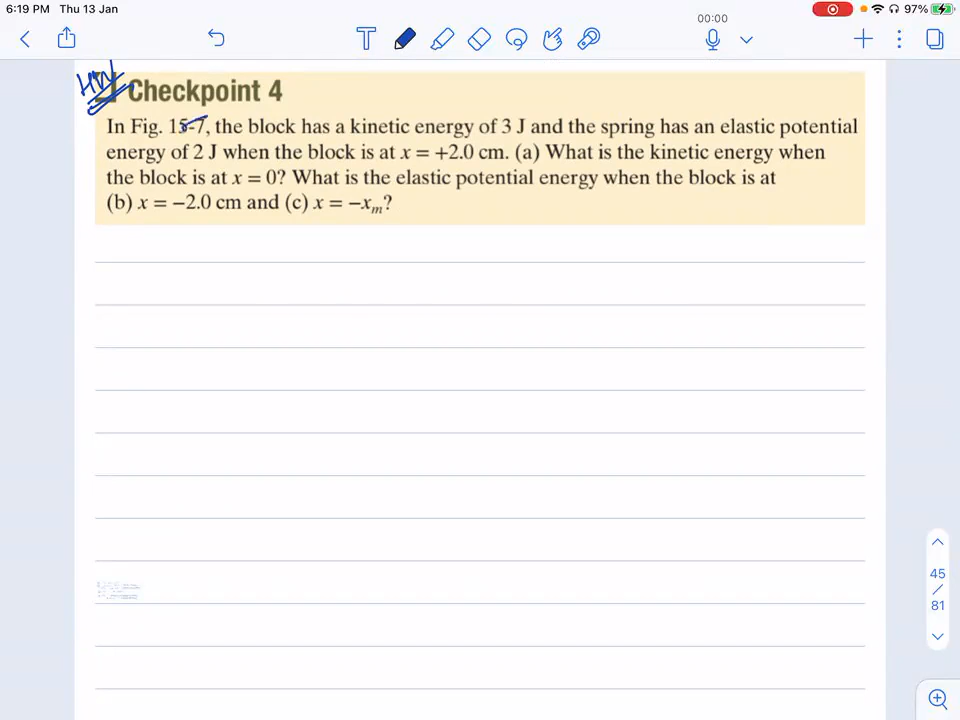 6:19 PM Thu 13 Jan
97%
00:00
HW
Checkpoint 4
In Fig. 15-7, the block has a kinetic energy of 3 J and the spring has an elastic potential
energy of 2 J when the block is at x = +2.0 cm. (a) What is the kinetic energy when
the block is at x = 0? What is the elastic potential energy when the block is at
(b) x = −2.0 cm and (c) x = −xₘ?
45
/
81